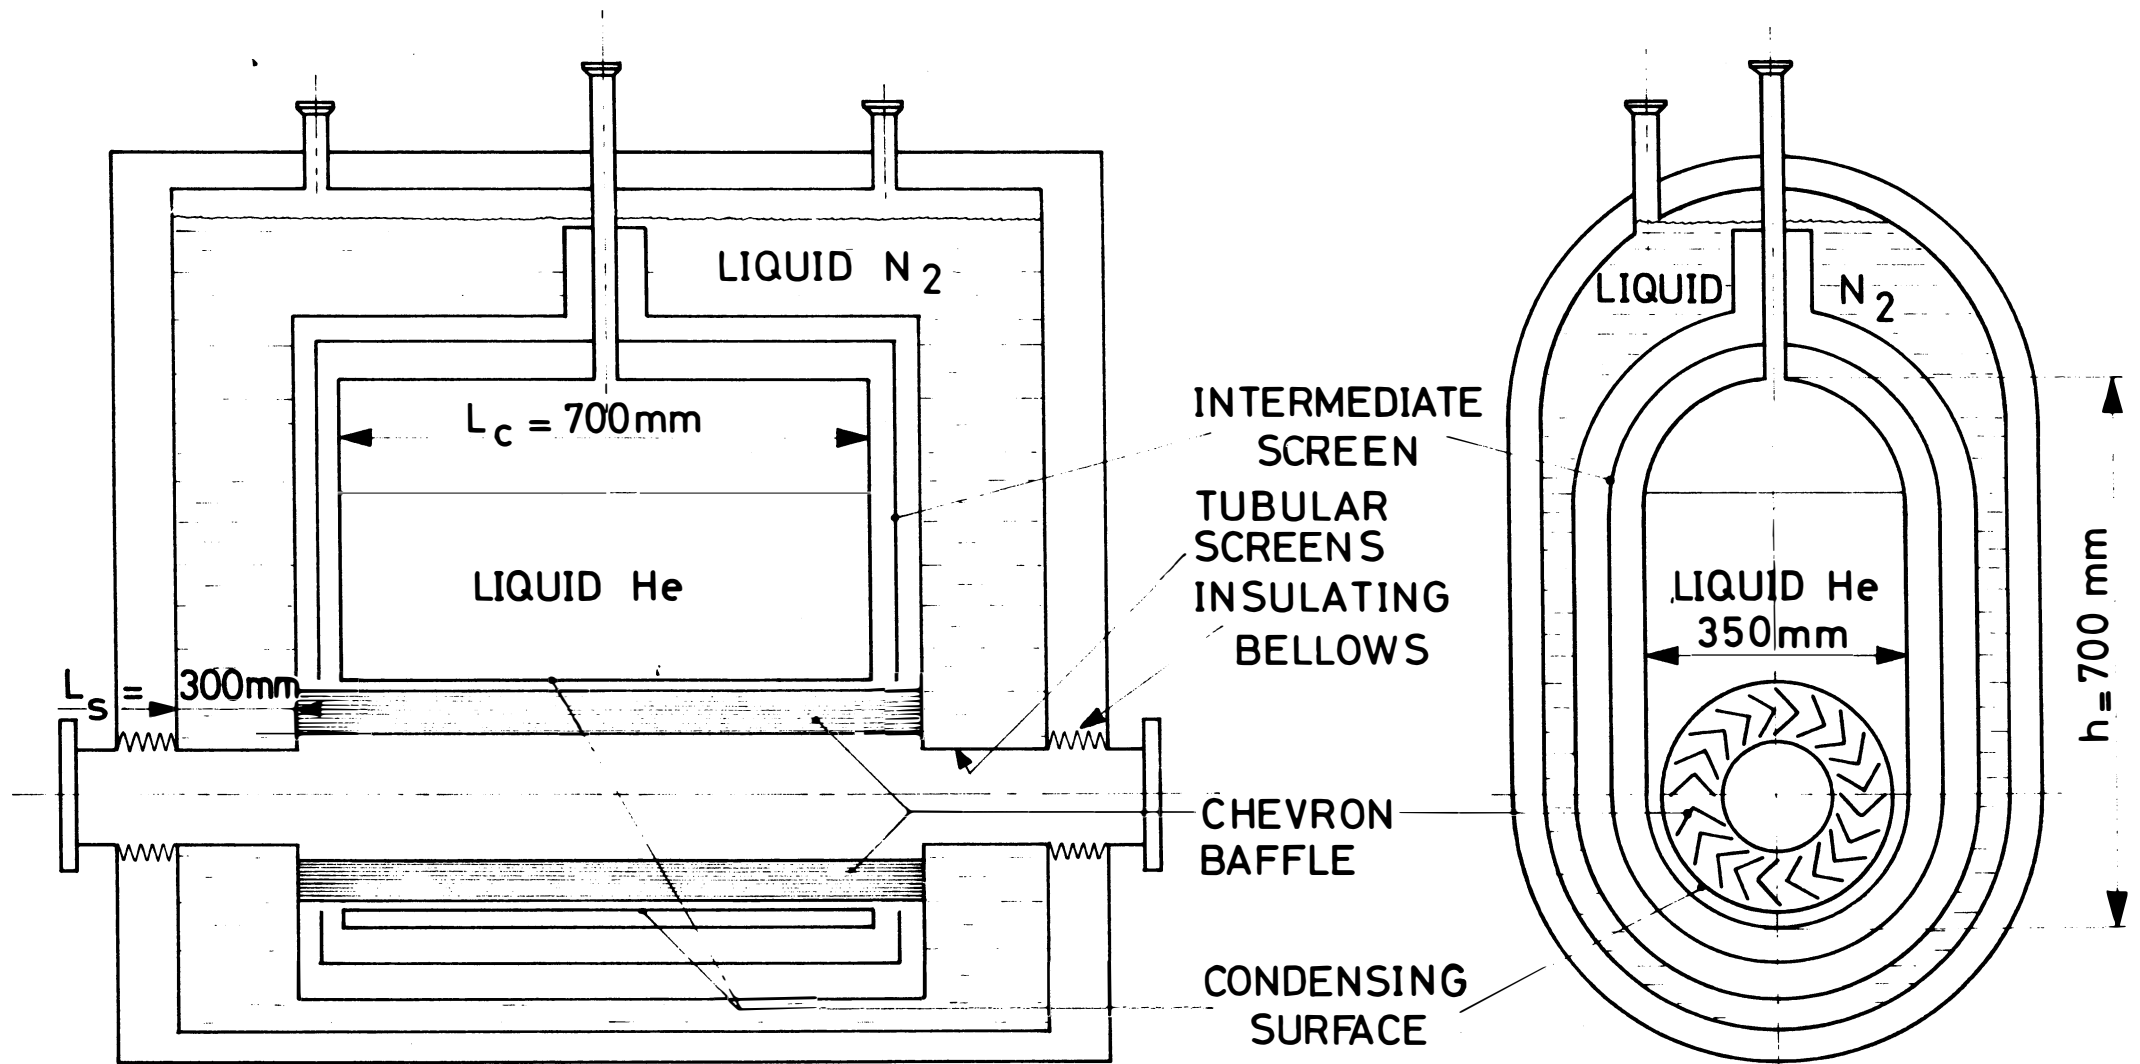 LIQUID N2
LIQUID N2
Lc = 700mm
INTERMEDIATE
SCREEN
TUBULAR
SCREENS
LIQUID He
LIQUID He
INSULATING
350mm
BELLOWS
h=700 mm
Ls = 300mm
CHEVRON
BAFFLE
CONDENSING
SURFACE